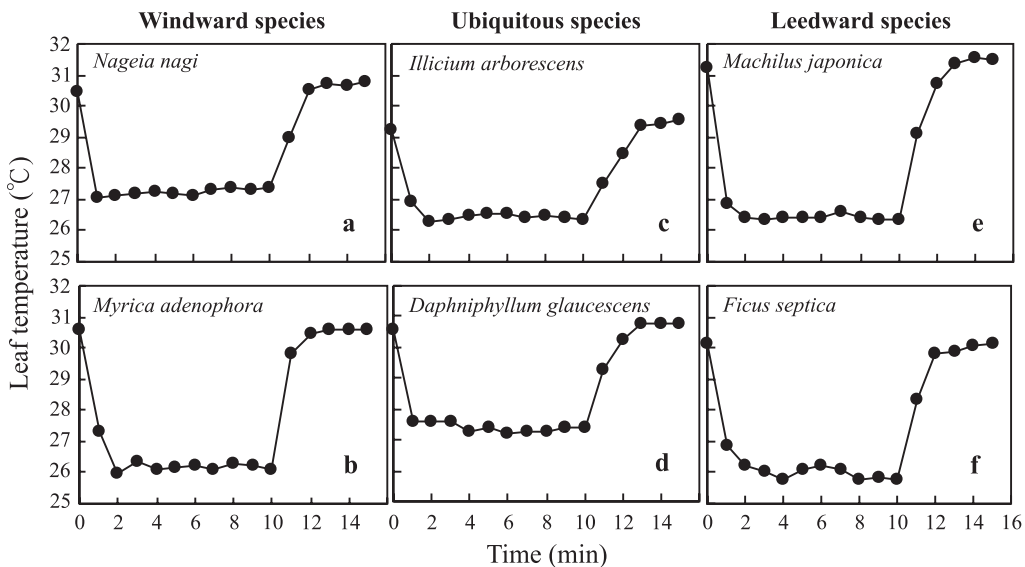 Windward species Ubiquitous species Leedward species
Leaf temperature (℃)
32
31
30
29
28
27
26
25
Nageia nagi
a
Illicium arborescens
c
Machilus japonica
e
32
31
30
29
28
27
26
25
Myrica adenophora
b
Daphniphyllum glaucescens
d
Ficus septica
f
0 2 4 6 8 10 12 14 0 2 4 6 8 10 12 14 0 2 4 6 8 10 12 14 16
Time (min)